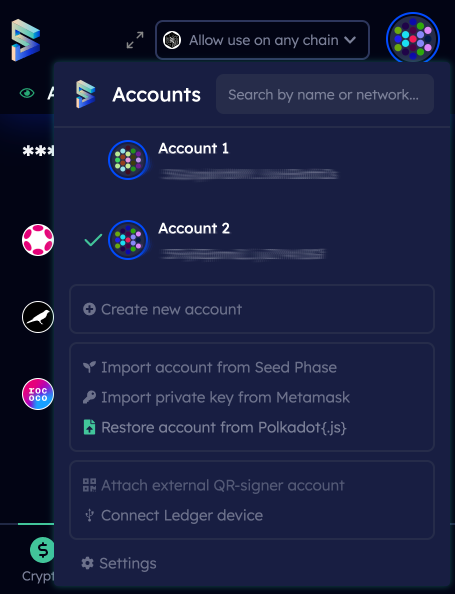 Allow use on any chain
A
Accounts
Search by name or network...
***
Account 1
Account 2
Create new account
Import account from Seed Phase
Import private key from Metamask
roc
oco
Restore account from Polkadot{.js}
Attach external QR-signer account
Connect Ledger device
$
Crypt
Settings